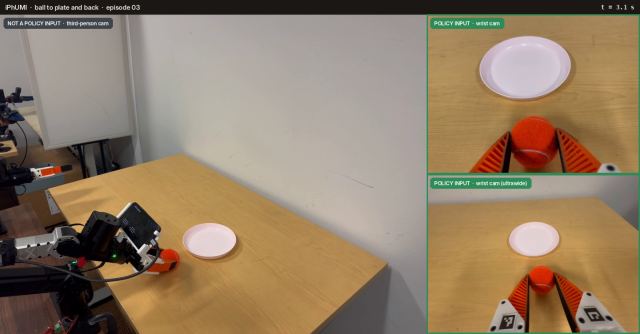 iPhUMI · ball to plate and back · episode 03
t = 3.1 s
NOT A POLICY INPUT · third-person cam
POLICY INPUT · wrist cam
POLICY INPUT · wrist cam (ultrawide)